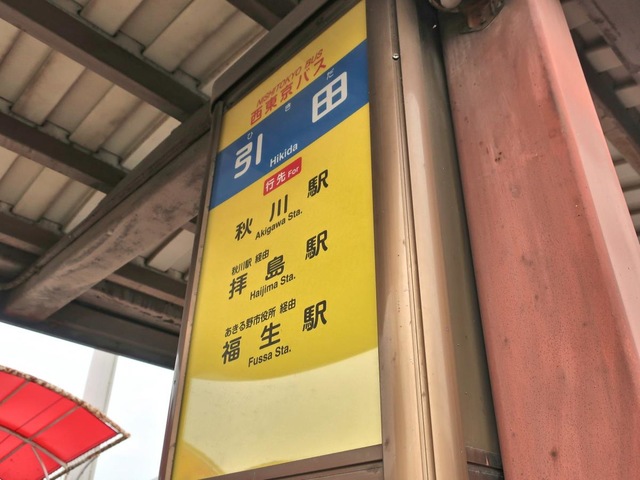 NISHITOKYO BUS
西東京バス
ひき だ
引 田
Hikida
行先 For
秋川駅
Akigawa Sta.
秋川駅 経由
拝島駅
Haijima Sta.
あきる野市役所 経由
福生駅
Fussa Sta.